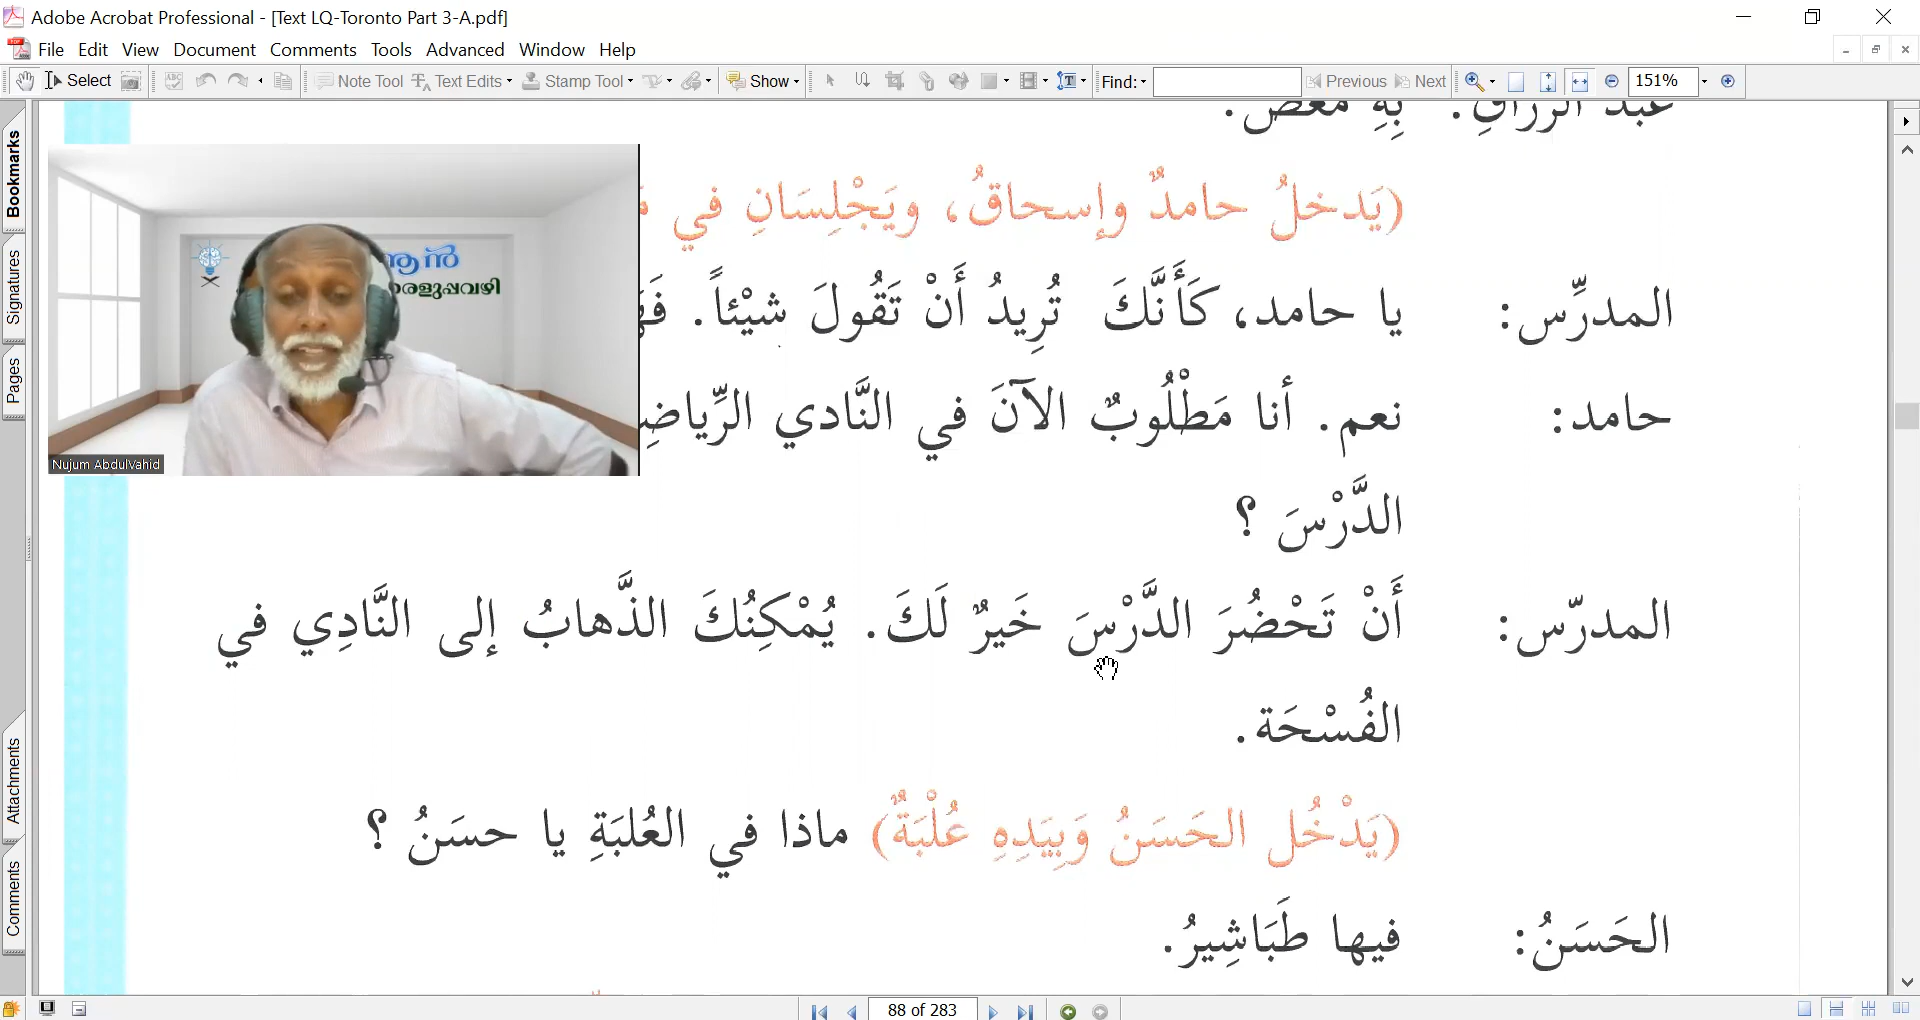 Adobe Acrobat Professional - [Text LQ-Toronto Part 3-A.pdf]
File Edit View Document Comments Tools Advanced Window Help
Select Note Tool Text Edits Stamp Tool Show Find: Previous Next 151%
Bookmarks
Signatures
Pages
Attachments
Comments
عبد الرزاقِ. بِهِ مَغَصٌ.
(يَدخلُ حامدٌ وإسحاقُ، ويَجْلِسَانِ في
المدرِّس: يا حامد، كَأَنَّكَ تُرِيدُ أَنْ تَقُولَ شيْئاً.
حامد: نعم. أنا مَطْلُوبٌ الآنَ في النَّادي
الدَّرْسَ ؟
المدرّس: أَنْ تَحْضُرَ الدَّرْسَ خَيرٌ لَكَ. يُمْكِنُكَ الذَّهابُ إلى النَّادِي في
الفُسْحَة.
(يَدْخُل الحَسَنُ وَبِيَدِهِ عُلْبَةٌ) ماذا في العُلبَةِ يا حسَنُ ؟
الحَسَنُ: فيها طَبَاشِيرُ.
Nujum AbdulVahid
88 of 283